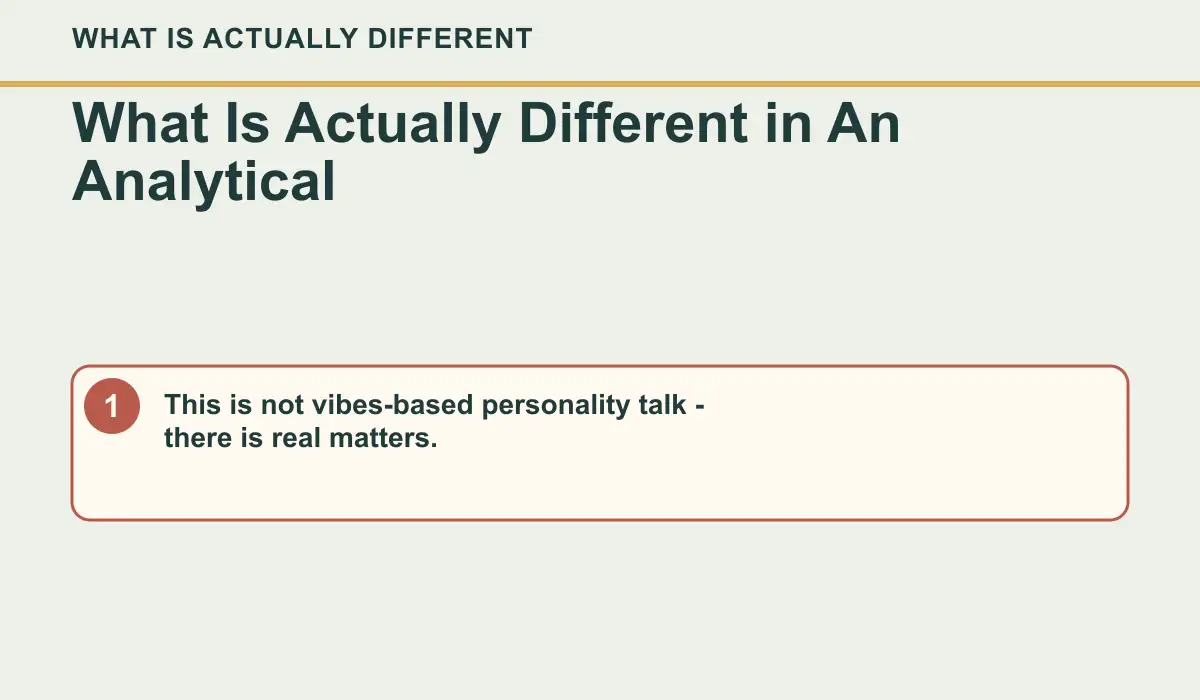 WHAT IS ACTUALLY DIFFERENT
What Is Actually Different in An
Analytical
1
This is not vibes-based personality talk -
there is real matters.